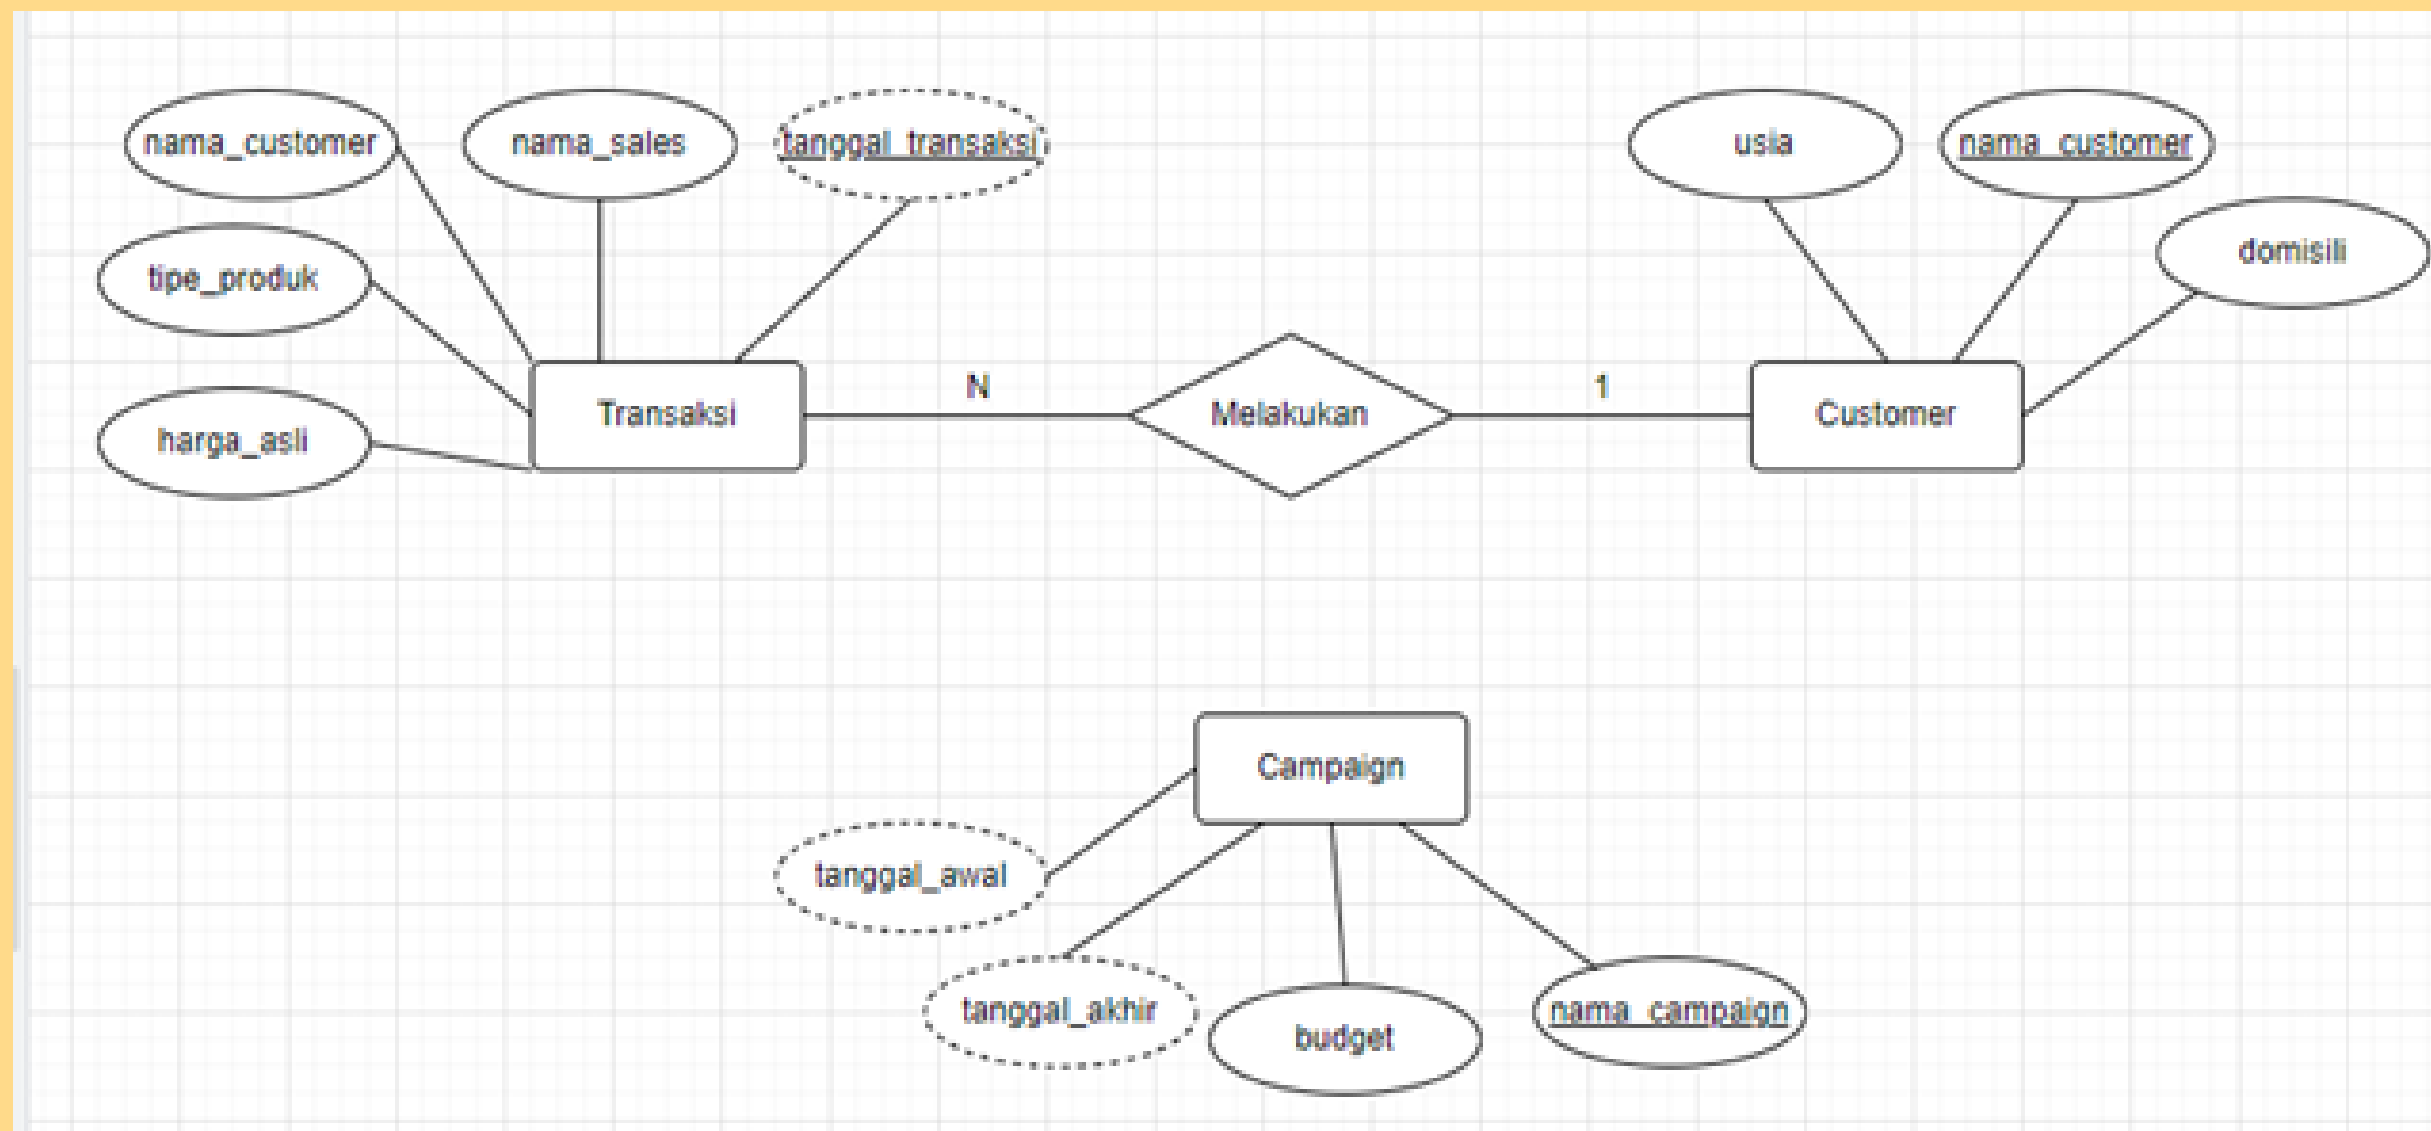 nama_customer
nama_sales
tanggal_transaksi
usia
nama_customer
tipe_produk
domisili
harga_asli
Transaksi
N
Melakukan
1
Customer
Campaign
tanggal_awal
tanggal_akhir
budget
nama_campaign